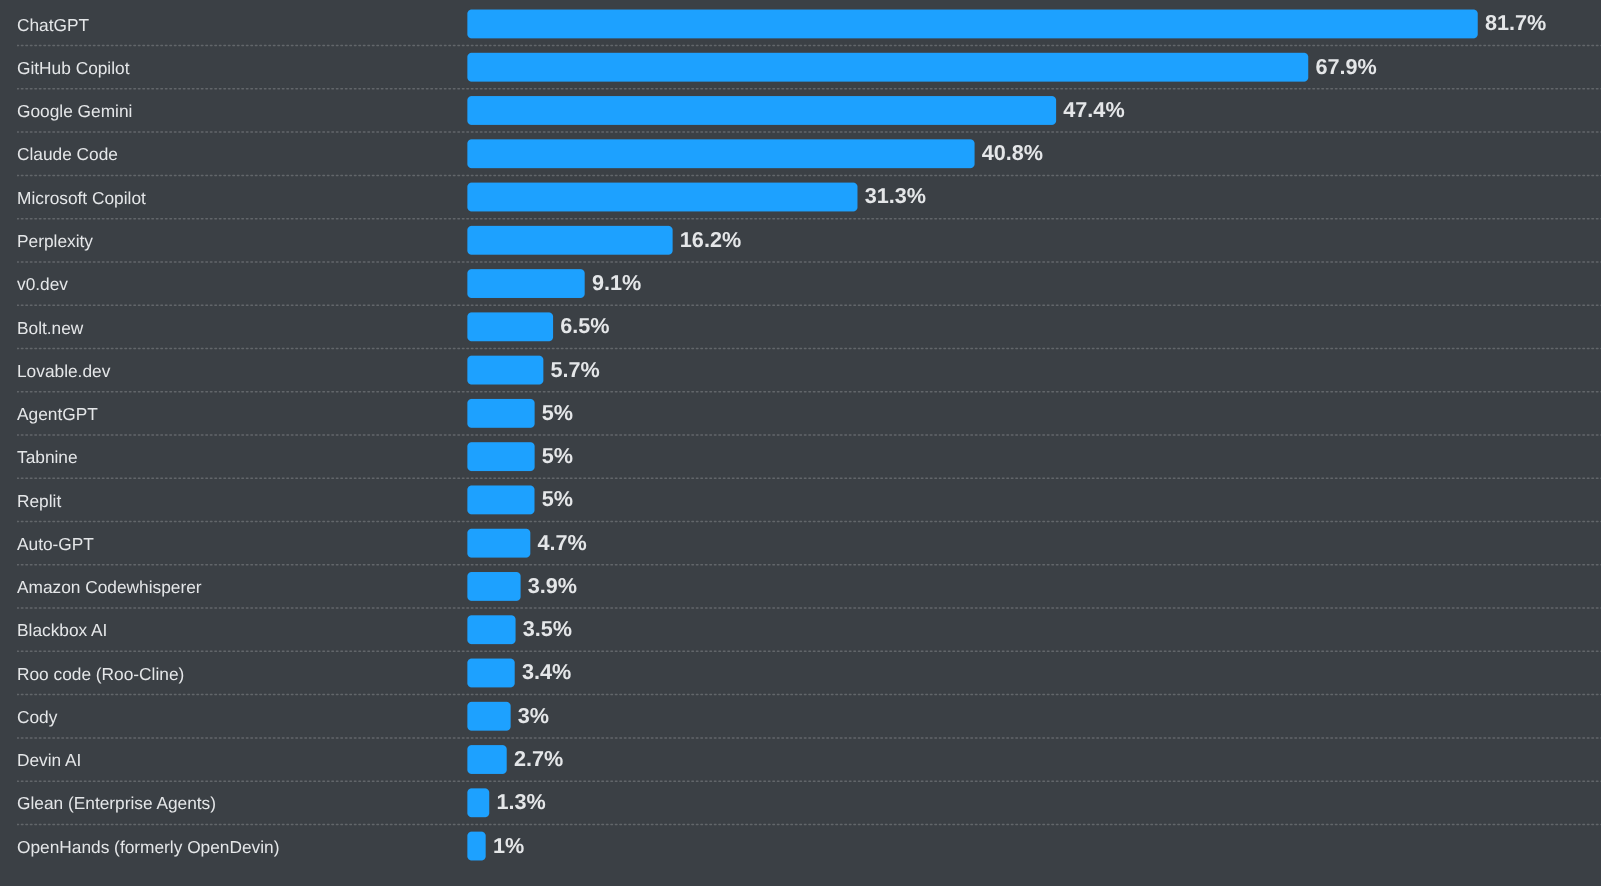 ChatGPT 81.7%
GitHub Copilot 67.9%
Google Gemini 47.4%
Claude Code 40.8%
Microsoft Copilot 31.3%
Perplexity 16.2%
v0.dev 9.1%
Bolt.new 6.5%
Lovable.dev 5.7%
AgentGPT 5%
Tabnine 5%
Replit 5%
Auto-GPT 4.7%
Amazon Codewhisperer 3.9%
Blackbox AI 3.5%
Roo code (Roo-Cline) 3.4%
Cody 3%
Devin AI 2.7%
Glean (Enterprise Agents) 1.3%
OpenHands (formerly OpenDevin) 1%